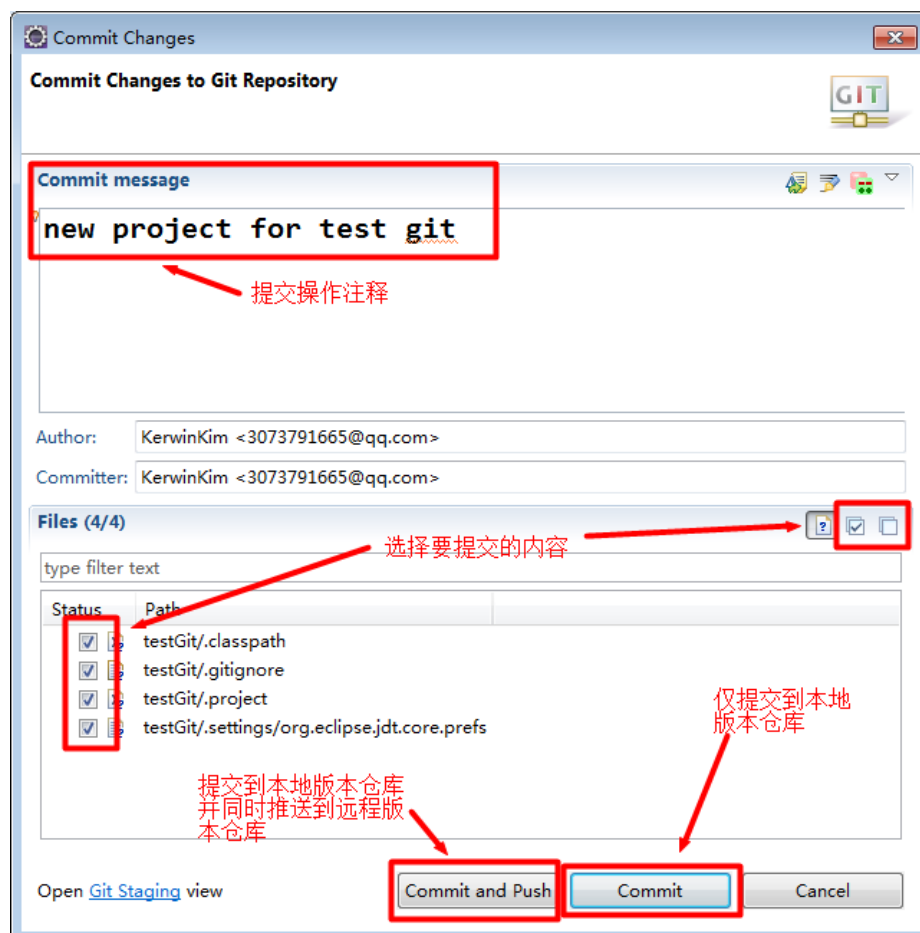 Commit Changes
Commit Changes to Git Repository
GIT
Commit message
new project for test git
提交操作注释
Author: KerwinKim <3073791665@qq.com>
Committer: KerwinKim <3073791665@qq.com>
Files (4/4)
选择要提交的内容
type filter text
Status Path
testGit/.classpath
testGit/.gitignore
testGit/.project
testGit/.settings/org.eclipse.jdt.core.prefs
仅提交到本地
版本仓库
提交到本地版本仓库
并同时推送到远程版
本仓库
Open Git Staging view
Commit and Push
Commit
Cancel